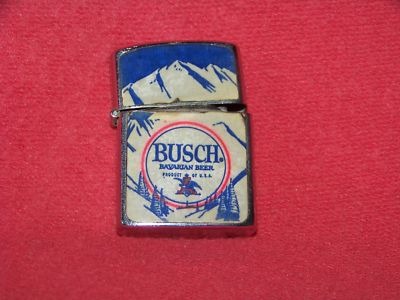 BUSCH®
BAVARIAN BEER
PRODUCT OF U.S.A.